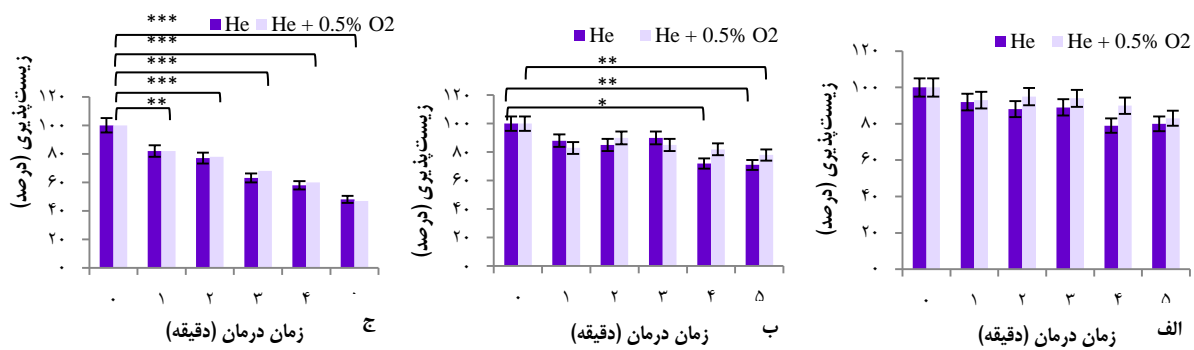 He He + 0.5% O2
زیست‌پذیری (درصد)
۱۲۰
۱۰۰
۸۰
۶۰
۴۰
۲۰
۰
۰ ۱ ۲ ۳ ۴ ۵
زمان درمان (دقیقه)
الف
He He + 0.5% O2
**
**
*
زیست‌پذیری (درصد)
۱۲۰
۱۰۰
۸۰
۶۰
۴۰
۲۰
۰
۰ ۱ ۲ ۳ ۴ ۵
زمان درمان (دقیقه)
ب
He He + 0.5% O2
***
***
***
***
**
زیست‌پذیری (درصد)
۱۲۰
۱۰۰
۸۰
۶۰
۴۰
۲۰
۰
۰ ۱ ۲ ۳ ۴
زمان درمان (دقیقه)
ج